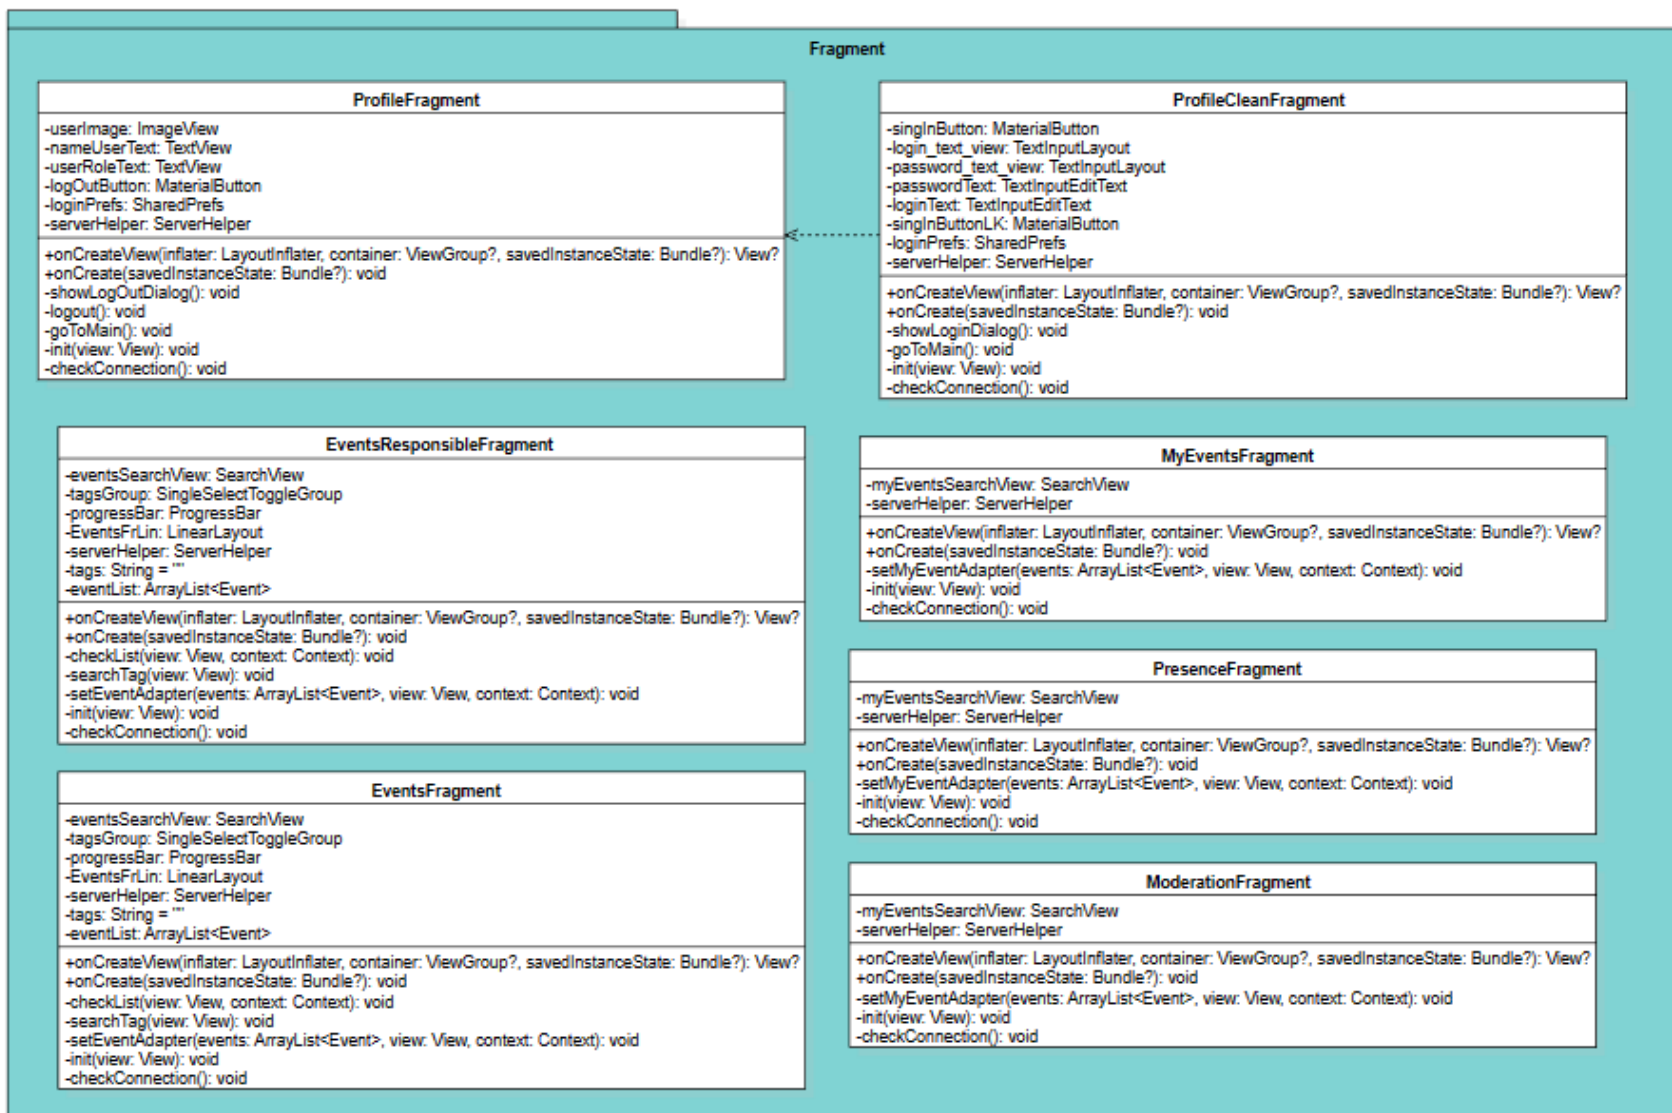 Fragment
ProfileFragment
-userImage: ImageView
-nameUserText: TextView
-userRoleText: TextView
-logOutButton: MaterialButton
-loginPrefs: SharedPrefs
-serverHelper: ServerHelper
+onCreateView(inflater: LayoutInflater, container: ViewGroup?, savedInstanceState: Bundle?): View?
+onCreate(savedInstanceState: Bundle?): void
-showLogOutDialog(): void
-logout(): void
-goToMain(): void
-init(view: View): void
-checkConnection(): void
ProfileCleanFragment
-singInButton: MaterialButton
-login_text_view: TextInputLayout
-password_text_view: TextInputLayout
-passwordText: TextInputEditText
-loginText: TextInputEditText
-singInButtonLK: MaterialButton
-loginPrefs: SharedPrefs
-serverHelper: ServerHelper
+onCreateView(inflater: LayoutInflater, container: ViewGroup?, savedInstanceState: Bundle?): View?
+onCreate(savedInstanceState: Bundle?): void
-showLoginDialog(): void
-goToMain(): void
-init(view: View): void
-checkConnection(): void
EventsResponsibleFragment
-eventsSearchView: SearchView
-tagsGroup: SingleSelectToggleGroup
-progressBar: ProgressBar
-EventsFrLin: LinearLayout
-serverHelper: ServerHelper
-tags: String = ""
-eventList: ArrayList<Event>
+onCreateView(inflater: LayoutInflater, container: ViewGroup?, savedInstanceState: Bundle?): View?
+onCreate(savedInstanceState: Bundle?): void
-checkList(view: View, context: Context): void
-searchTag(view: View): void
-setEventAdapter(events: ArrayList<Event>, view: View, context: Context): void
-init(view: View): void
-checkConnection(): void
MyEventsFragment
-myEventsSearchView: SearchView
-serverHelper: ServerHelper
+onCreateView(inflater: LayoutInflater, container: ViewGroup?, savedInstanceState: Bundle?): View?
+onCreate(savedInstanceState: Bundle?): void
-setMyEventAdapter(events: ArrayList<Event>, view: View, context: Context): void
-init(view: View): void
-checkConnection(): void
PresenceFragment
-myEventsSearchView: SearchView
-serverHelper: ServerHelper
+onCreateView(inflater: LayoutInflater, container: ViewGroup?, savedInstanceState: Bundle?): View?
+onCreate(savedInstanceState: Bundle?): void
-setMyEventAdapter(events: ArrayList<Event>, view: View, context: Context): void
-init(view: View): void
-checkConnection(): void
EventsFragment
-eventsSearchView: SearchView
-tagsGroup: SingleSelectToggleGroup
-progressBar: ProgressBar
-EventsFrLin: LinearLayout
-serverHelper: ServerHelper
-tags: String = ""
-eventList: ArrayList<Event>
+onCreateView(inflater: LayoutInflater, container: ViewGroup?, savedInstanceState: Bundle?): View?
+onCreate(savedInstanceState: Bundle?): void
-checkList(view: View, context: Context): void
-searchTag(view: View): void
-setEventAdapter(events: ArrayList<Event>, view: View, context: Context): void
-init(view: View): void
-checkConnection(): void
ModerationFragment
-myEventsSearchView: SearchView
-serverHelper: ServerHelper
+onCreateView(inflater: LayoutInflater, container: ViewGroup?, savedInstanceState: Bundle?): View?
+onCreate(savedInstanceState: Bundle?): void
-setMyEventAdapter(events: ArrayList<Event>, view: View, context: Context): void
-init(view: View): void
-checkConnection(): void